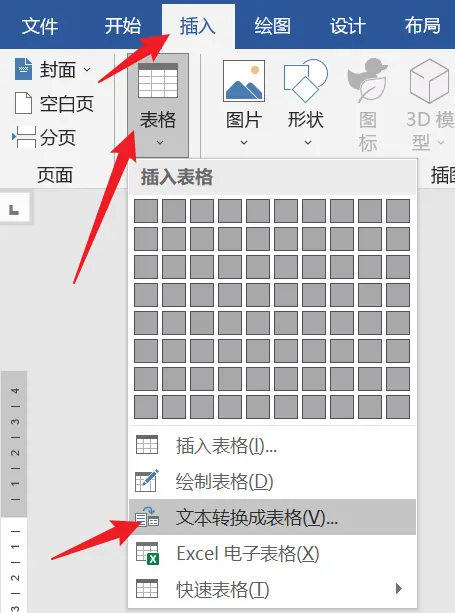 文件 开始 插入 绘图 设计 布局
封面
空白页
分页
表格
图片
形状
图标
3D 模型
页面
插图
插入表格
插入表格(I)...
绘制表格(D)
文本转换成表格(V)...
Excel 电子表格(X)
快速表格(T)
4
3
2
1
1
2
3